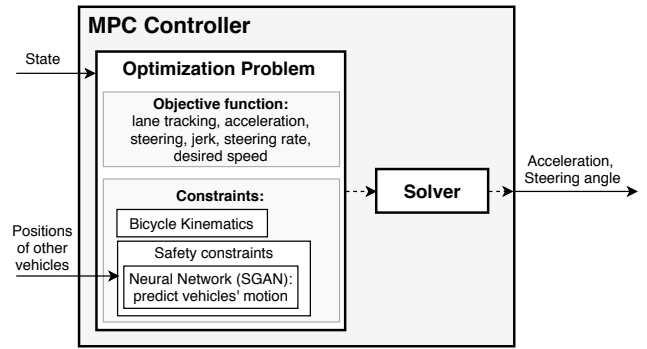 MPC Controller
State
Optimization Problem
Objective function:
lane tracking, acceleration,
steering, jerk, steering rate,
desired speed
Constraints:
Bicycle Kinematics
Positions
of other
vehicles
Safety constraints
Neural Network (SGAN):
predict vehicles' motion
Solver
Acceleration,
Steering angle